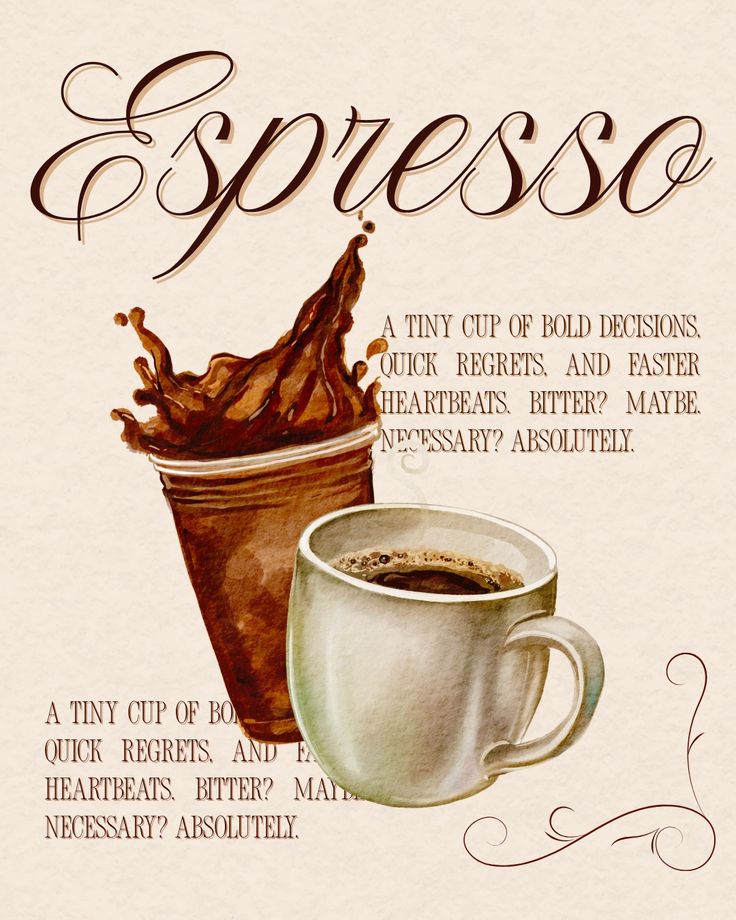 Espresso
A TINY CUP OF BOLD DECISIONS,
QUICK REGRETS, AND FASTER
HEARTBEATS. BITTER? MAYBE.
NECESSARY? ABSOLUTELY.
A TINY CUP OF
QUICK REGRETS, AND
HEARTBEATS. BITTER? MAYBE.
NECESSARY? ABSOLUTELY.